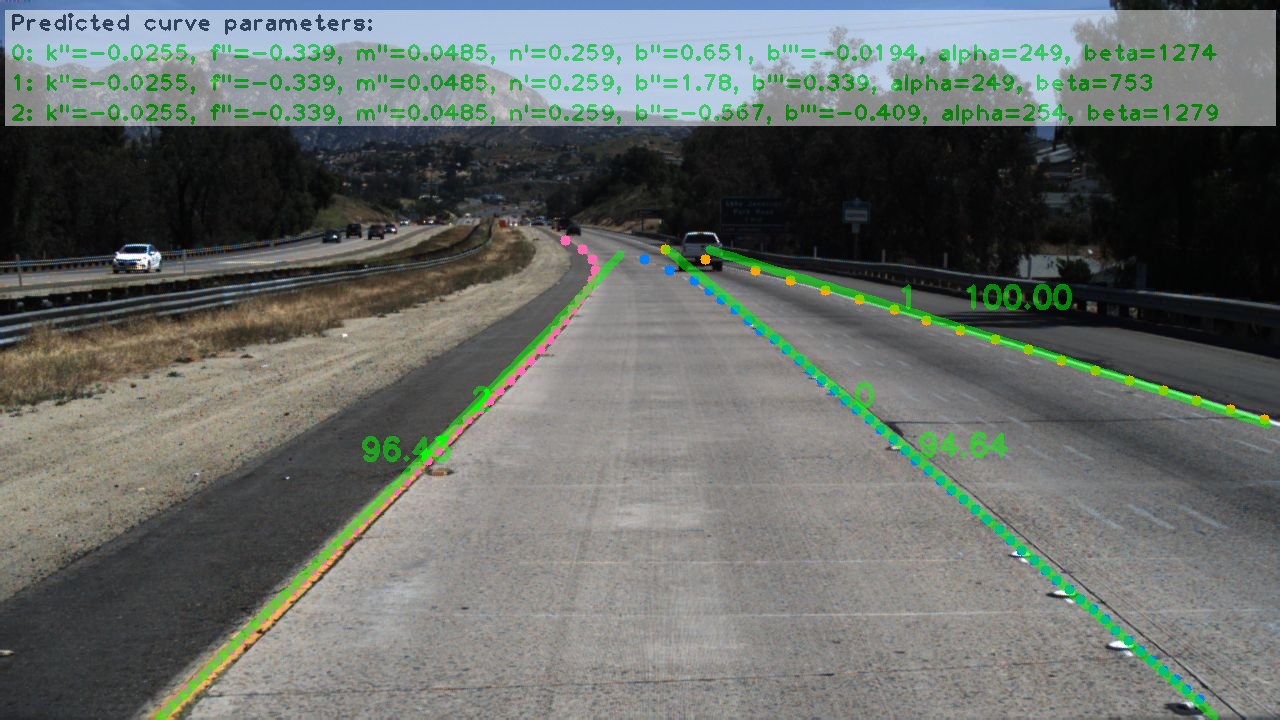 Predicted curve parameters:
0: k''=-0.0255, f''=-0.339, m''=0.0485, n'=0.259, b''=0.651, b'''=-0.0194, alpha=249, beta=1274
1: k''=-0.0255, f''=-0.339, m''=0.0485, n'=0.259, b''=1.78, b'''=0.339, alpha=249, beta=753
2: k''=-0.0255, f''=-0.339, m''=0.0485, n'=0.259, b''=-0.567, b'''=-0.409, alpha=254, beta=1279
Park Road
1 100.00
2 0
96.45 94.64